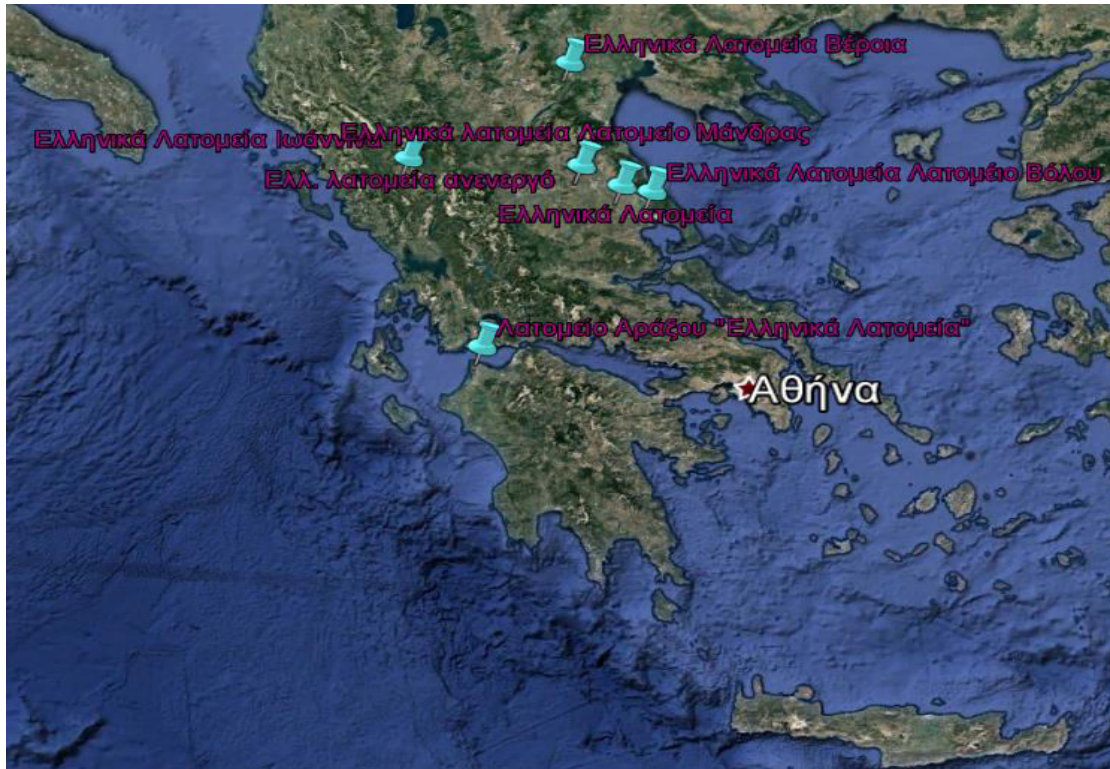 Ελληνικά Λατομεία Βέροια
Ελληνικά Λατομεία Ιωάννινα
Ελληνικά λατομεία Λατομείο Μάνδρας
Ελλ. λατομεία ανενεργό
Ελληνικά Λατομεία Λατομέιο Βόλου
Ελληνικά Λατομεία
Λατομείο Αράξου "Ελληνικά Λατομεία"
Αθήνα